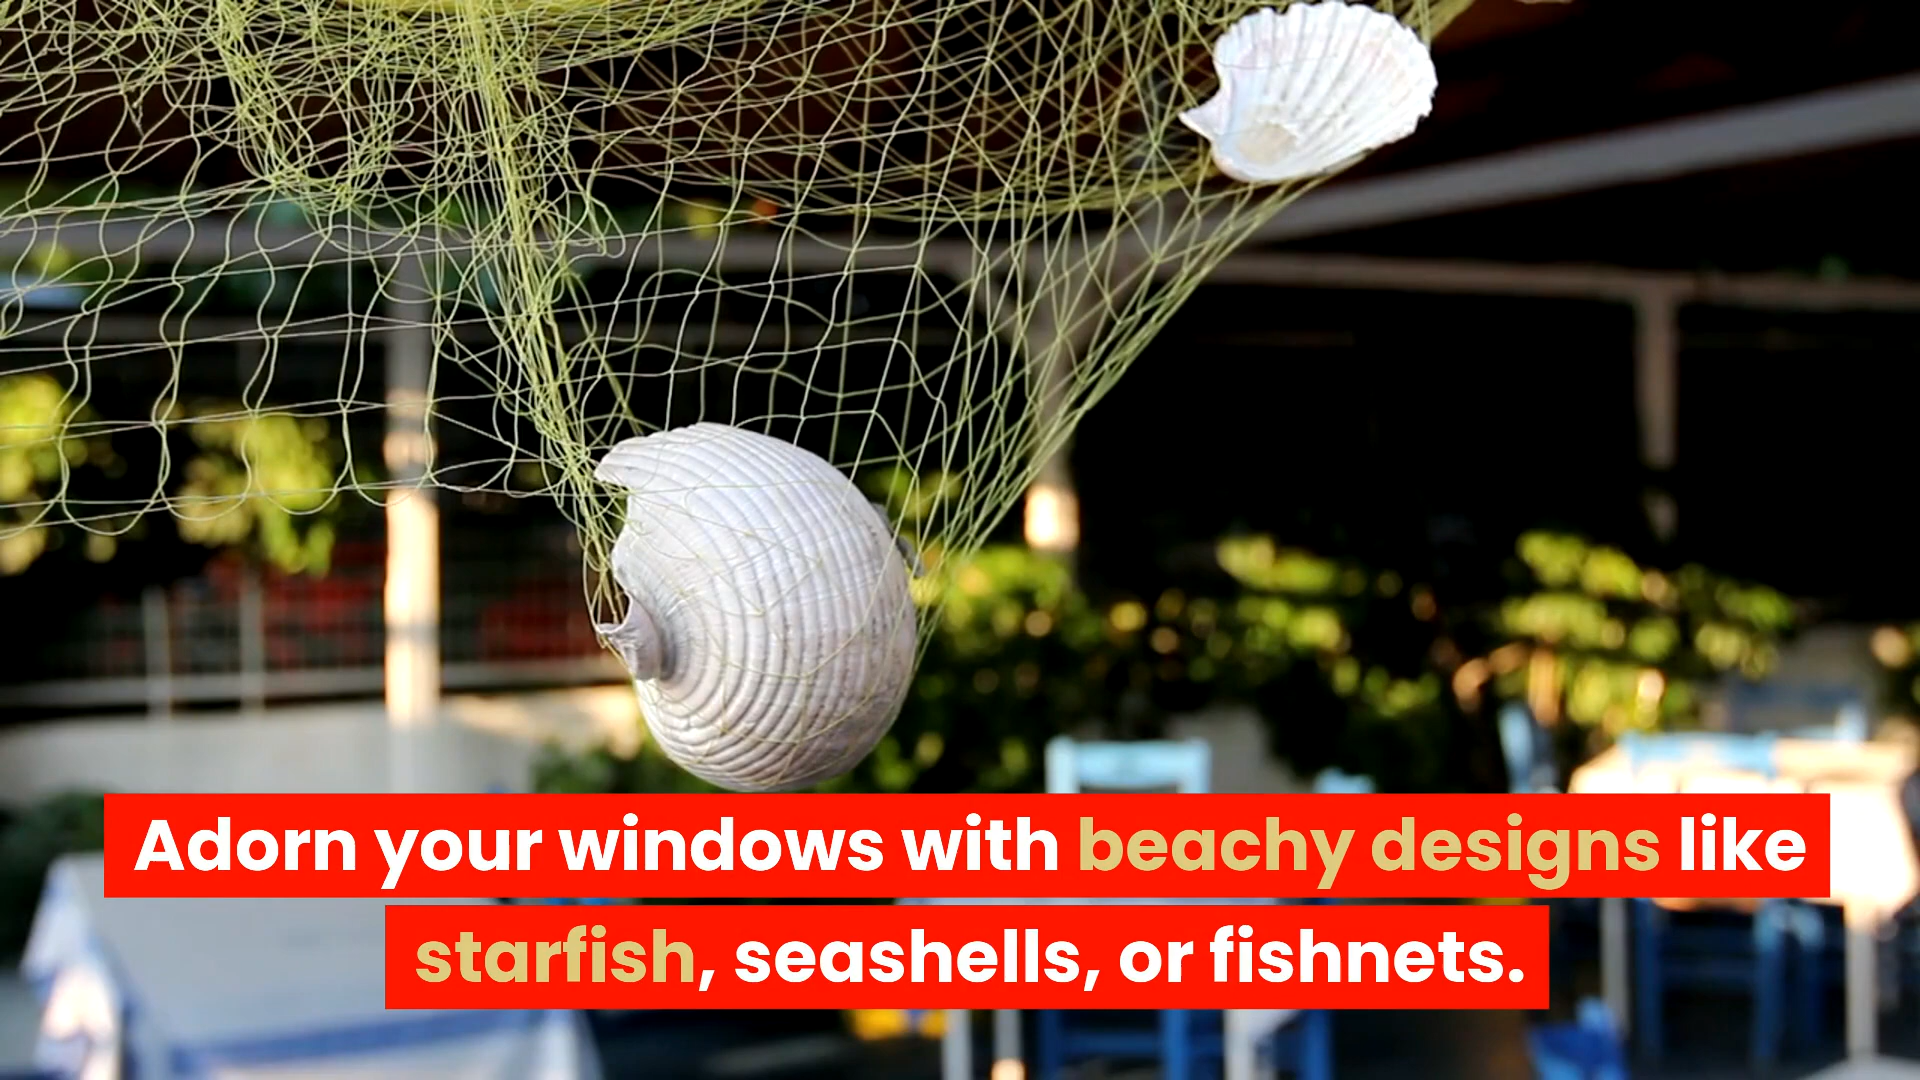 Adorn your windows with beachy designs like
starfish, seashells, or fishnets.